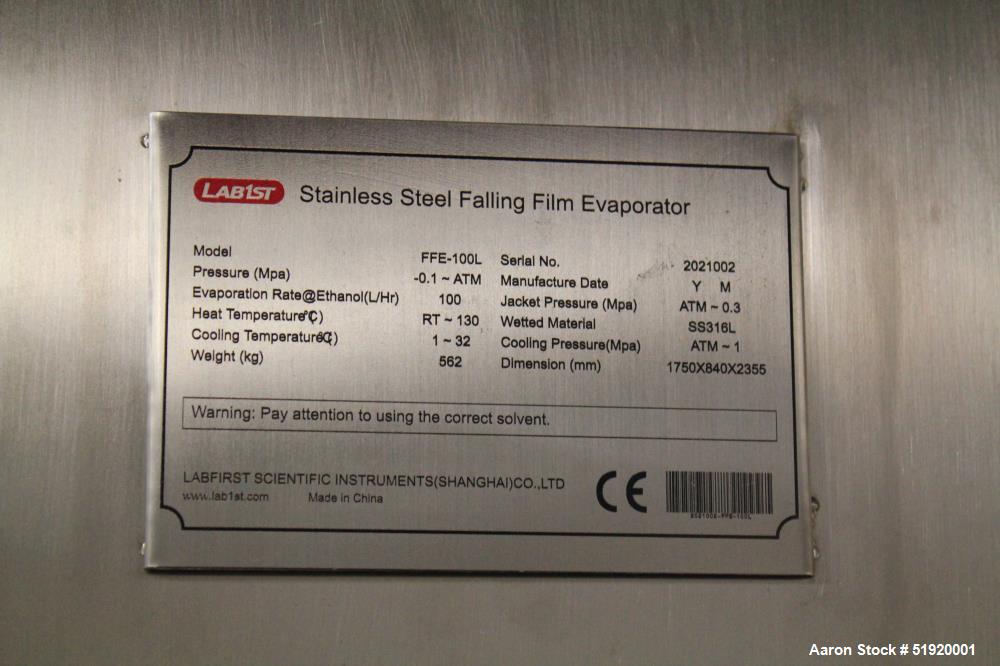 LAB1ST Stainless Steel Falling Film Evaporator
Model FFE-100L Serial No. 2021002
Pressure (Mpa) -0.1 ~ ATM Manufacture Date Y M
Evaporation Rate@Ethanol(L/Hr) 100 Jacket Pressure (Mpa) ATM ~ 0.3
Heat Temperature(℃) RT ~ 130 Wetted Material SS316L
Cooling Temperature(℃) 1 ~ 32 Cooling Pressure(Mpa) ATM ~ 1
Weight (kg) 562 Dimension (mm) 1750X840X2355
Warning: Pay attention to using the correct solvent.
LABFIRST SCIENTIFIC INSTRUMENTS(SHANGHAI)CO.,LTD
www.lab1st.com Made in China
CE
2021002-FFE-100L
Aaron Stock # 51920001